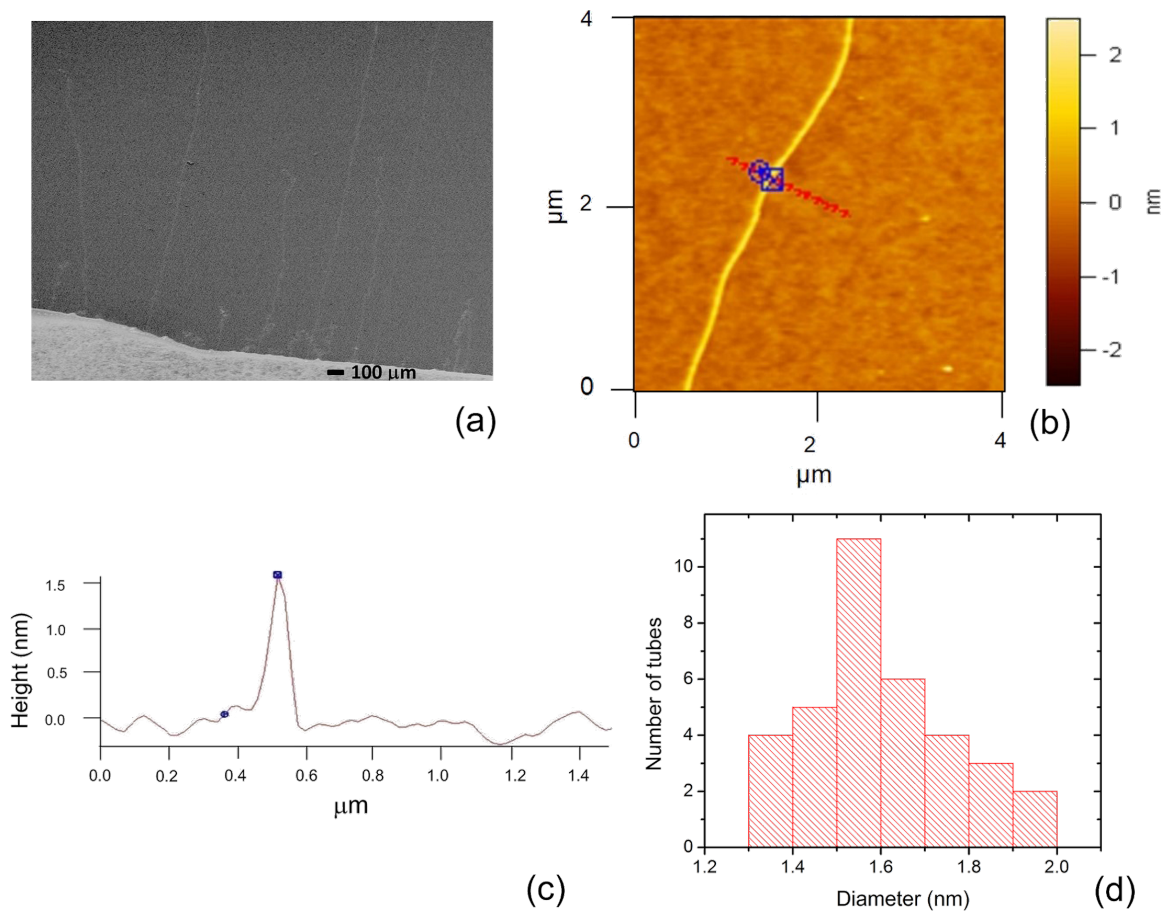 100 μm
(a)
4
2
0
μm
0
2
4
μm
2
1
0
-1
-2
nm
(b)
1.5
1.0
0.5
0.0
Height (nm)
0.0
0.2
0.4
0.6
0.8
1.0
1.2
1.4
μm
(c)
10
8
6
4
2
0
Number of tubes
1.2
1.4
1.6
1.8
2.0
Diameter (nm)
(d)